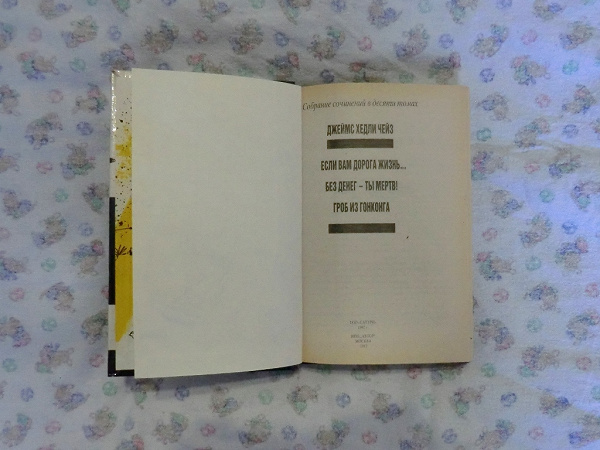 Собрание сочинений в десяти томах
ДЖЕЙМС ХЕДЛИ ЧЕЙЗ
ЕСЛИ ВАМ ДОРОГА ЖИЗНЬ...
БЕЗ ДЕНЕГ – ТЫ МЕРТВ!
ГРОБ ИЗ ГОНКОНГА